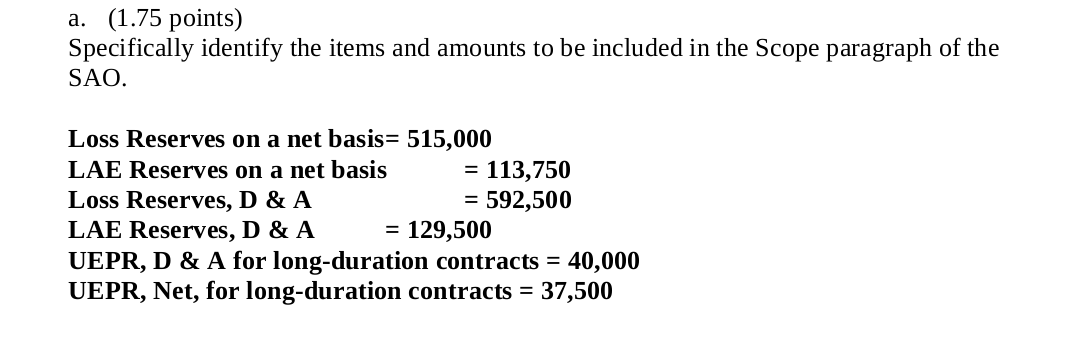 a. (1.75 points)
Specifically identify the items and amounts to be included in the Scope paragraph of the
SAO.
Loss Reserves on a net basis= 515,000
LAE Reserves on a net basis = 113,750
Loss Reserves, D & A = 592,500
LAE Reserves, D & A = 129,500
UEPR, D & A for long-duration contracts = 40,000
UEPR, Net, for long-duration contracts = 37,500